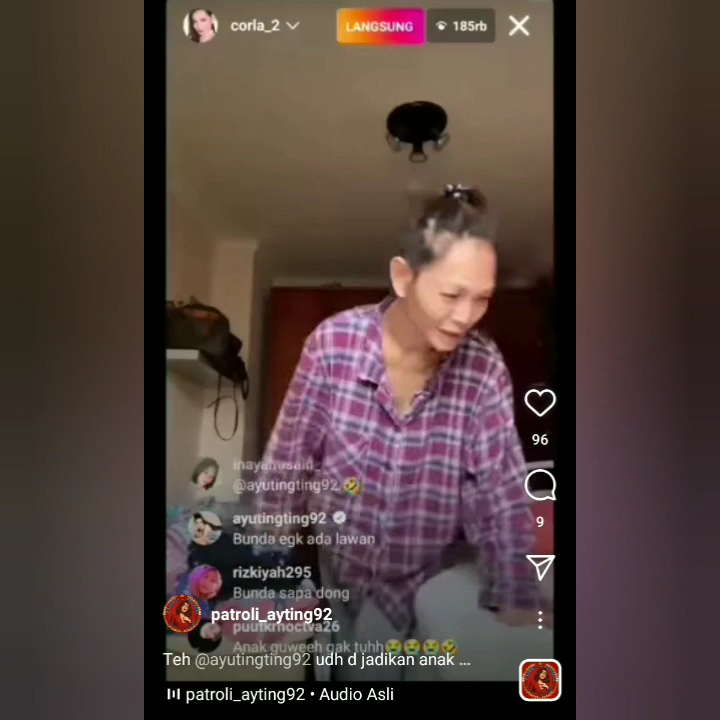 corla_2
LANGSUNG
185rb
@ayutingting92 🤣
ayutingting92
Bunda egk ada lawan
rizkiyah295
Bunda sapa dong
patroli_ayting92
Anak guweeh gak tuhh😭😭😭🤣
Teh @ayutingting92 udh d jadikan anak ...
patroli_ayting92 • Audio Asli
96
9